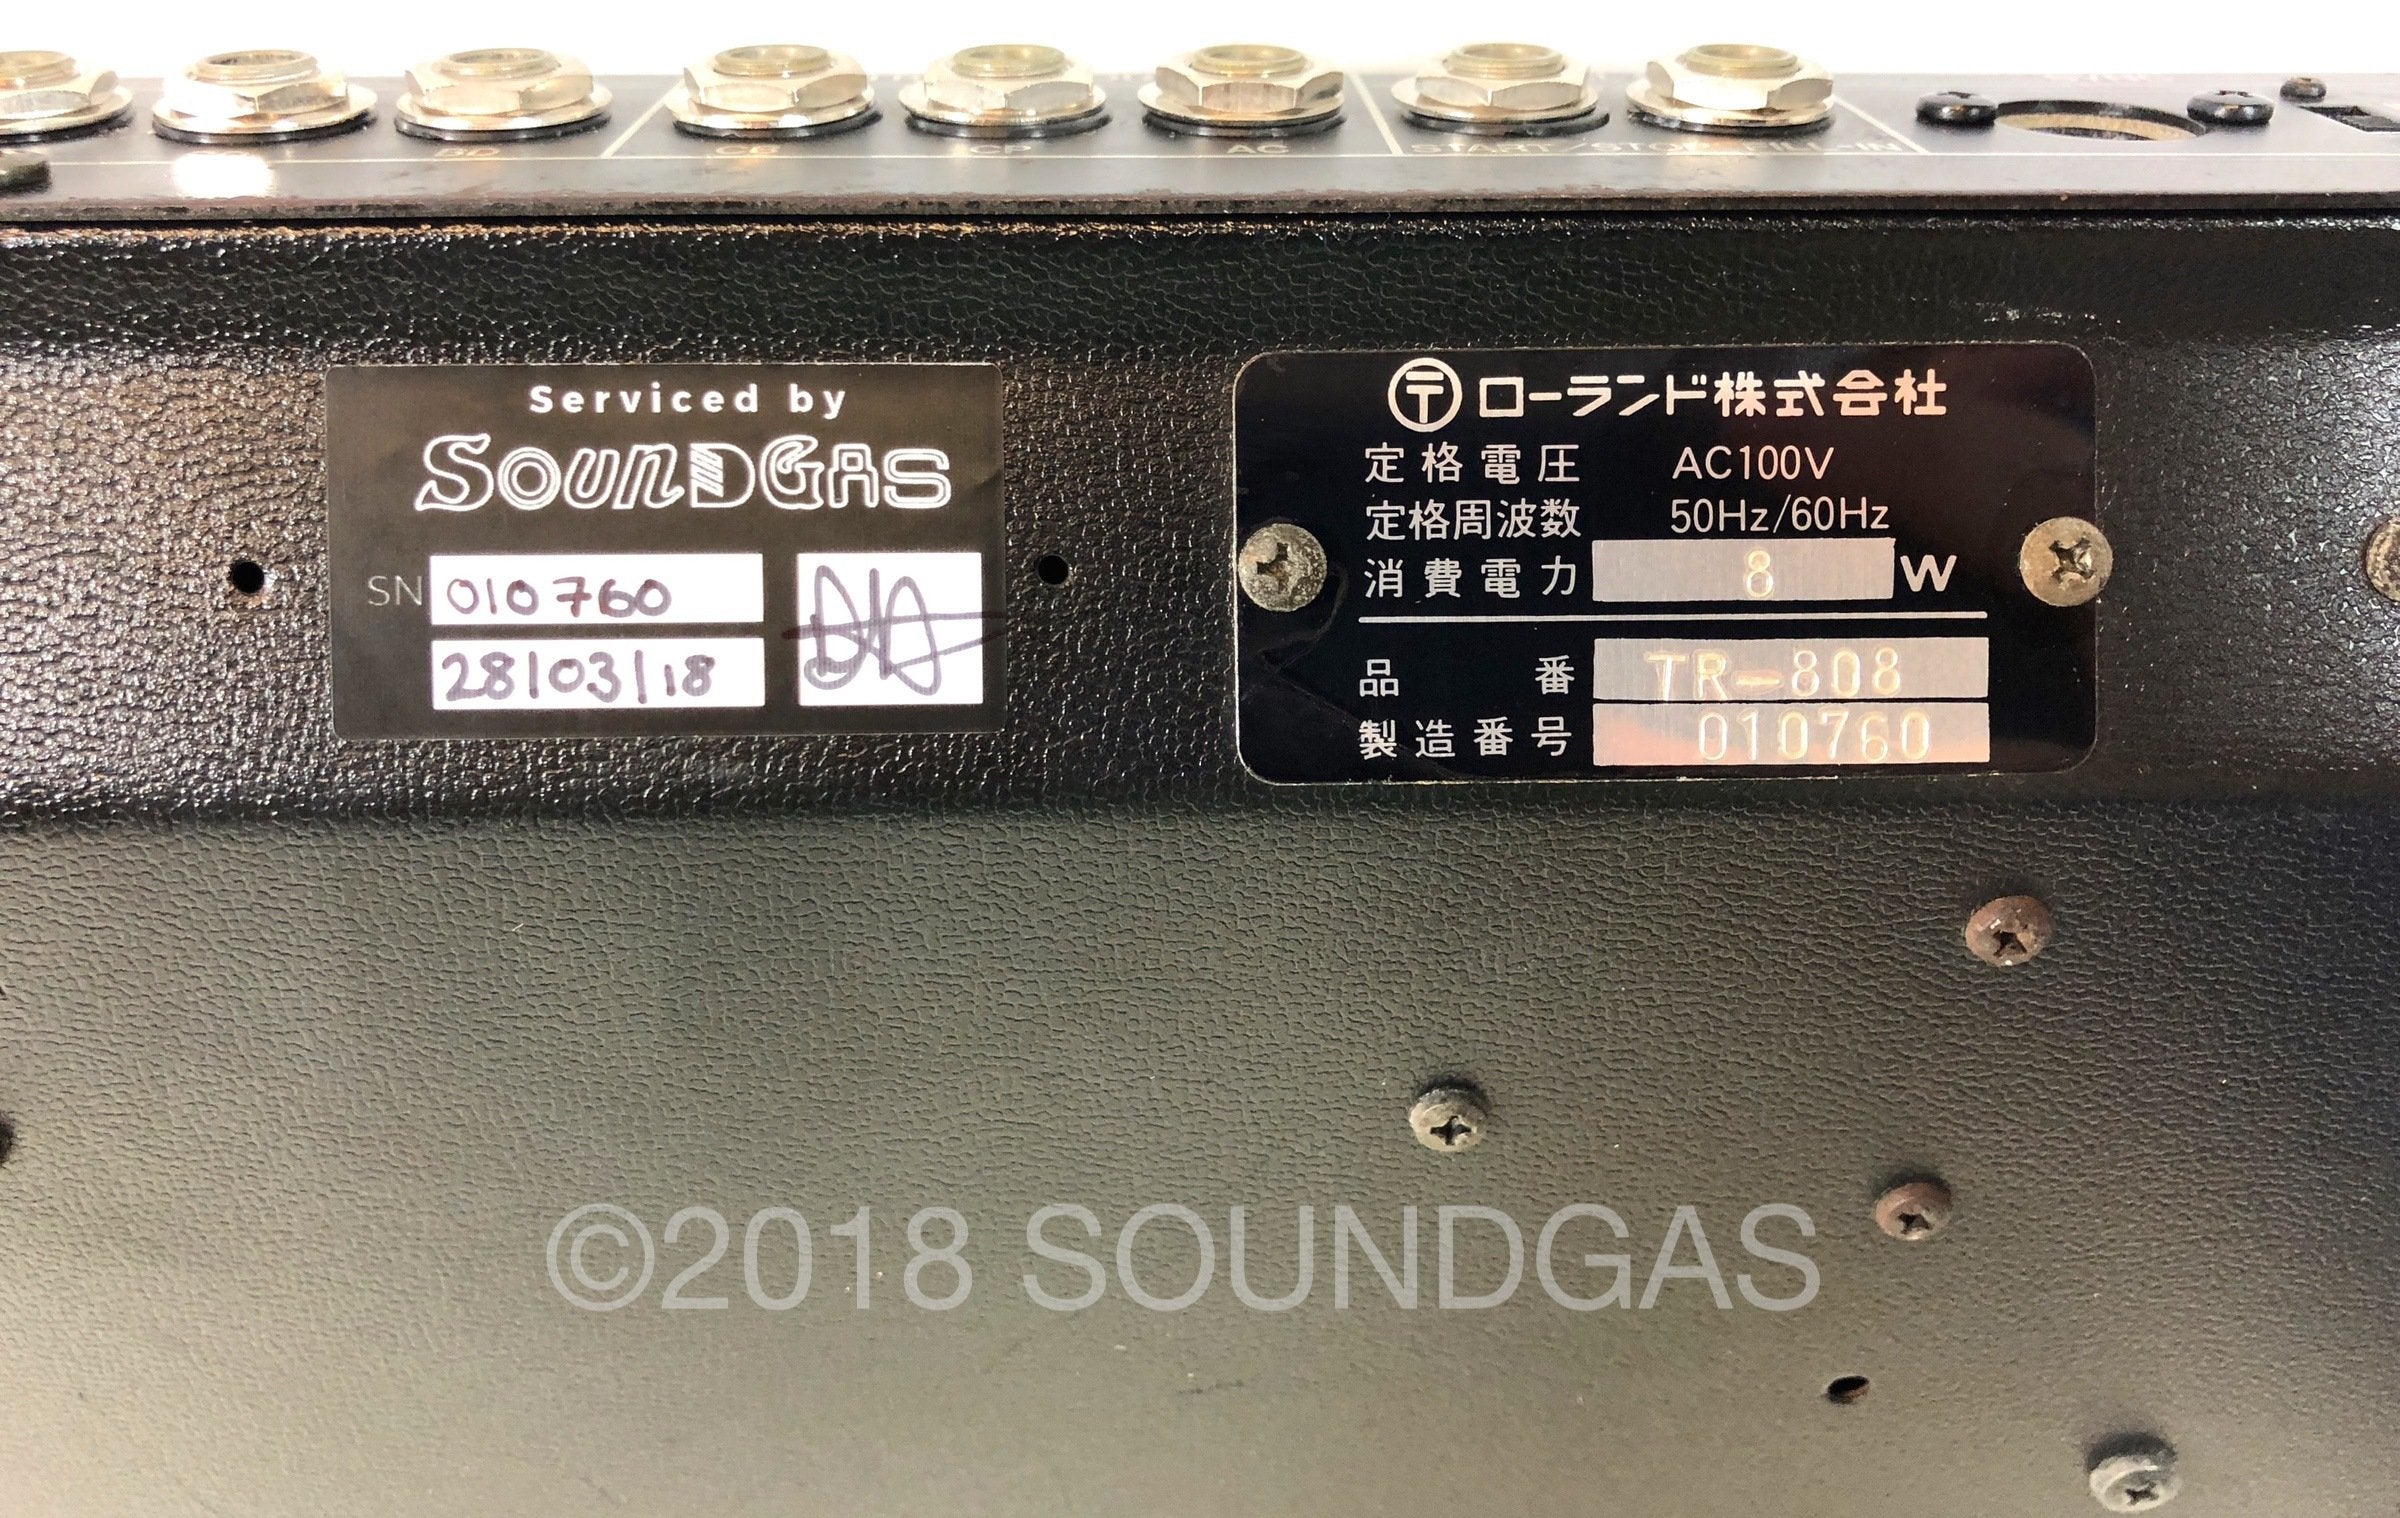 CP
AC
START/STOP
FILL-IN
Serviced by
SOUNDGAS
SN 010760
28/03/18
〒 ローランド株式会社
定格電圧 AC100V
定格周波数 50Hz/60Hz
消費電力 8 W
品番 TR-808
製造番号 010760
©2018 SOUNDGAS